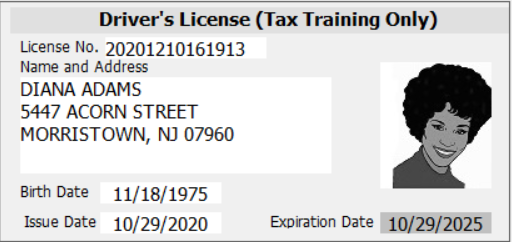 Driver's License (Tax Training Only)
License No. 20201210161913
Name and Address
DIANA ADAMS
5447 ACORN STREET
MORRISTOWN, NJ 07960
Birth Date 11/18/1975
Issue Date 10/29/2020 Expiration Date 10/29/2025